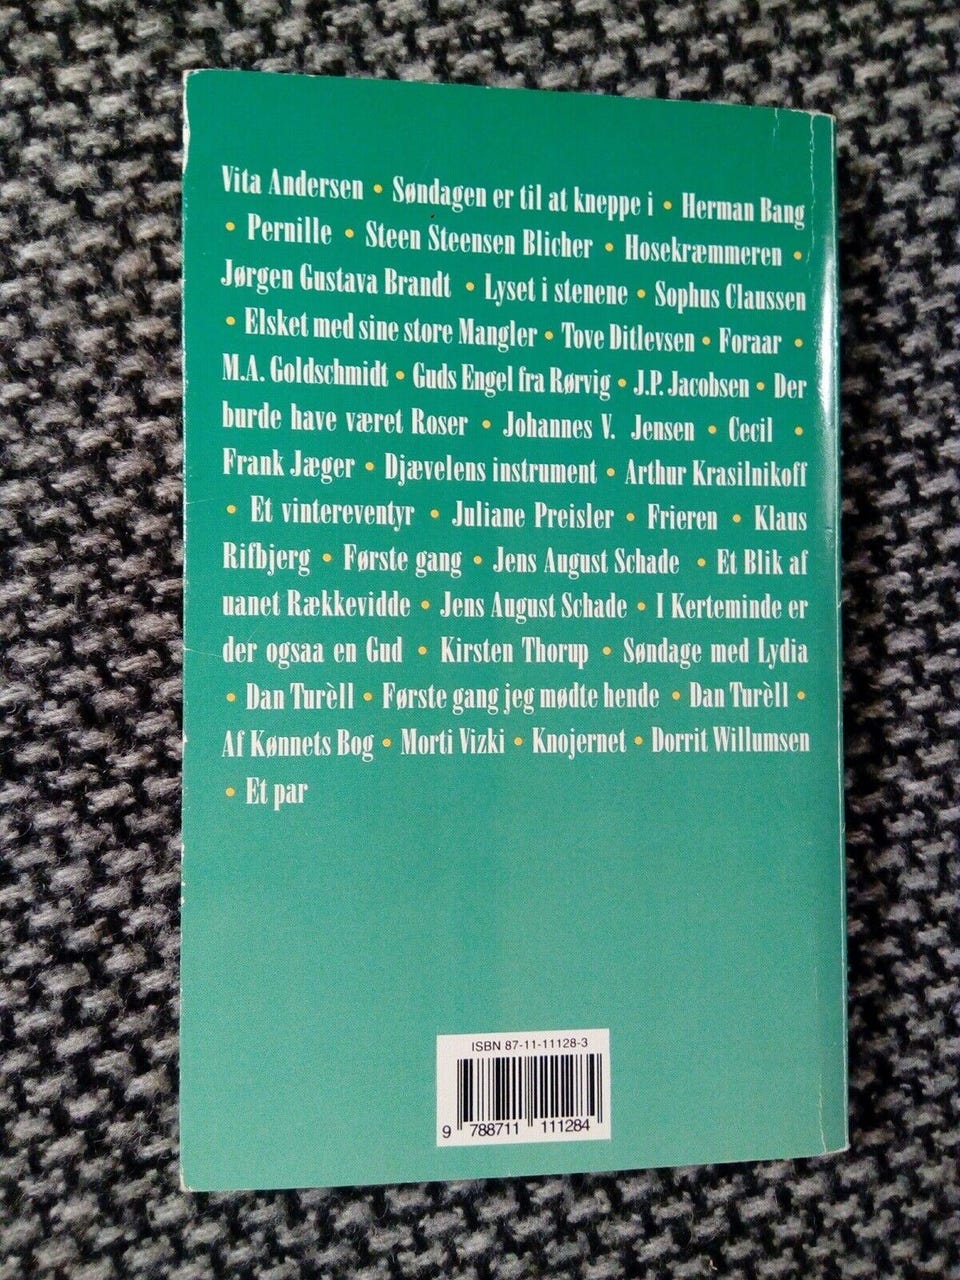 Vita Andersen • Søndagen er til at kneppe i • Herman Bang
• Pernille • Steen Steensen Blicher • Hosekræmmeren •
Jørgen Gustava Brandt • Lyset i stenene • Sophus Claussen
• Elsket med sine store Mangler • Tove Ditlevsen • Foraar •
M.A. Goldschmidt • Guds Engel fra Rørvig • J.P. Jacobsen • Der
burde have været Roser • Johannes V. Jensen • Cecil •
Frank Jæger • Djævelens instrument • Arthur Krasilnikoff
• Et vintereventyr • Juliane Preisler • Frieren • Klaus
Rifbjerg • Første gang • Jens August Schade • Et Blik af
uanet Rækkevidde • Jens August Schade • I Kerteminde er
der ogsaa en Gud • Kirsten Thorup • Søndage med Lydia
• Dan Turèll • Første gang jeg mødte hende • Dan Turèll •
Af Kønnets Bog • Morti Vizki • Knojernet • Dorrit Willumsen
• Et par
ISBN 87-11-11128-3
9 788711 111284